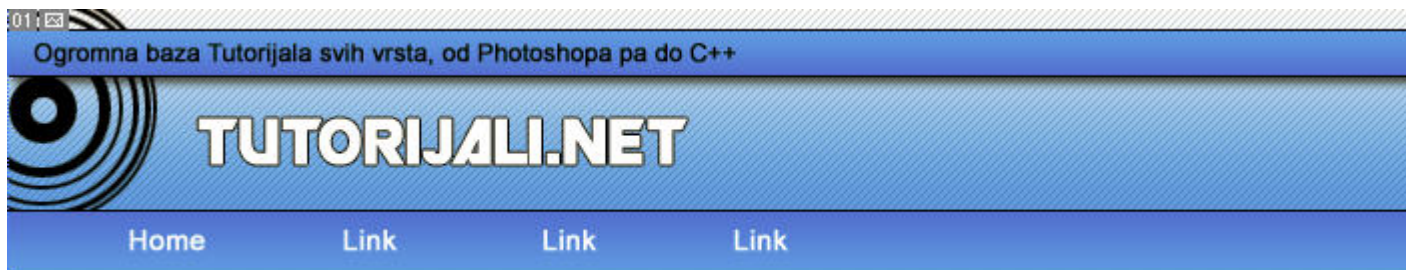 01
Ogromna baza Tutorijala svih vrsta, od Photoshopa pa do C++
TUTORIJALI.NET
Home Link Link Link